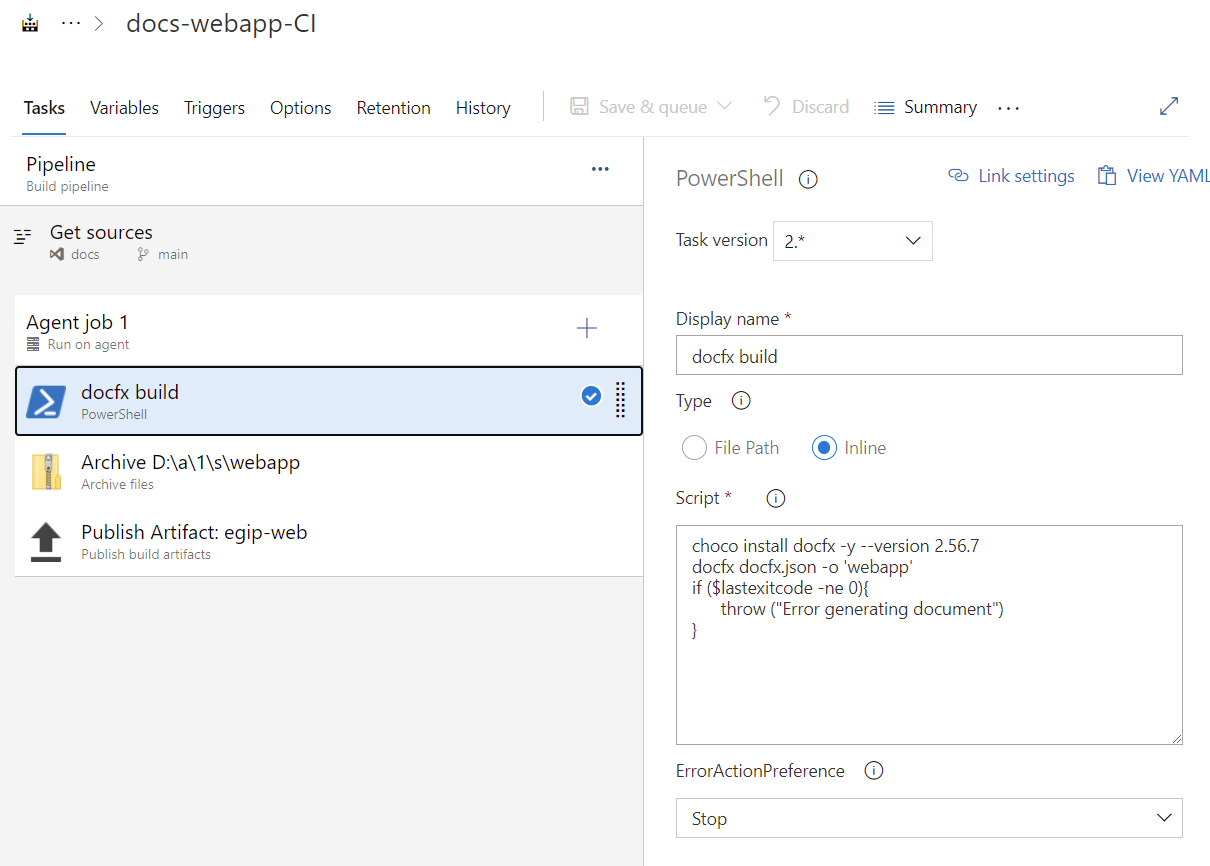 ··· > docs-webapp-CI
Tasks Variables Triggers Options Retention History Save & queue Discard Summary ···
Pipeline
Build pipeline
Get sources
docs main
Agent job 1
Run on agent
docfx build
PowerShell
Archive D:\a\1\s\webapp
Archive files
Publish Artifact: egip-web
Publish build artifacts
PowerShell Link settings View YAML
Task version 2.*
Display name *
docfx build
Type
File Path Inline
Script *
choco install docfx -y --version 2.56.7
docfx docfx.json -o 'webapp'
if ($lastexitcode -ne 0){
throw ("Error generating document")
}
ErrorActionPreference
Stop